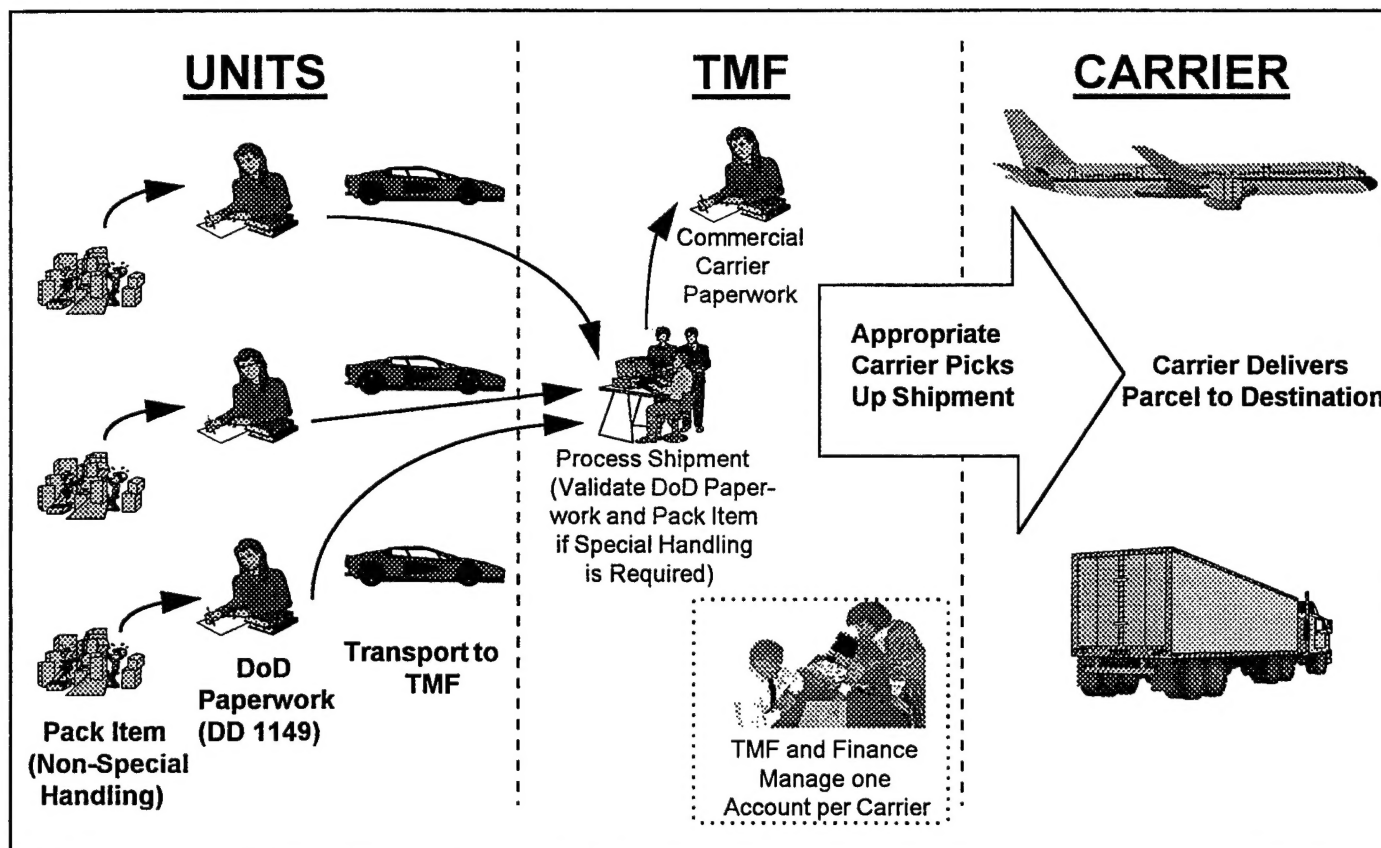 UNITS
TMF
CARRIER
Commercial
Carrier
Paperwork
Appropriate
Carrier Picks
Up Shipment
Carrier Delivers
Parcel to Destination
Process Shipment
(Validate DoD Paper-
work and Pack Item
if Special Handling
is Required)
Pack Item
(Non-Special
Handling)
DoD
Paperwork
(DD 1149)
Transport to
TMF
TMF and Finance
Manage one
Account per Carrier